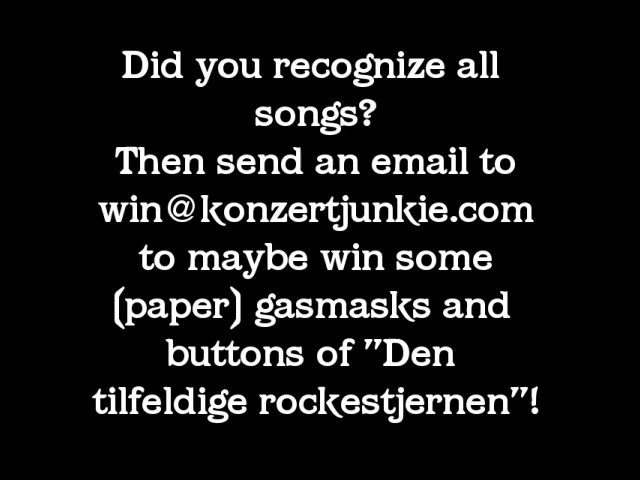 Did you recognize all
songs?
Then send an email to
win@konzertjunkie.com
to maybe win some
(paper) gasmasks and
buttons of "Den
tilfeldige rockestjernen"!